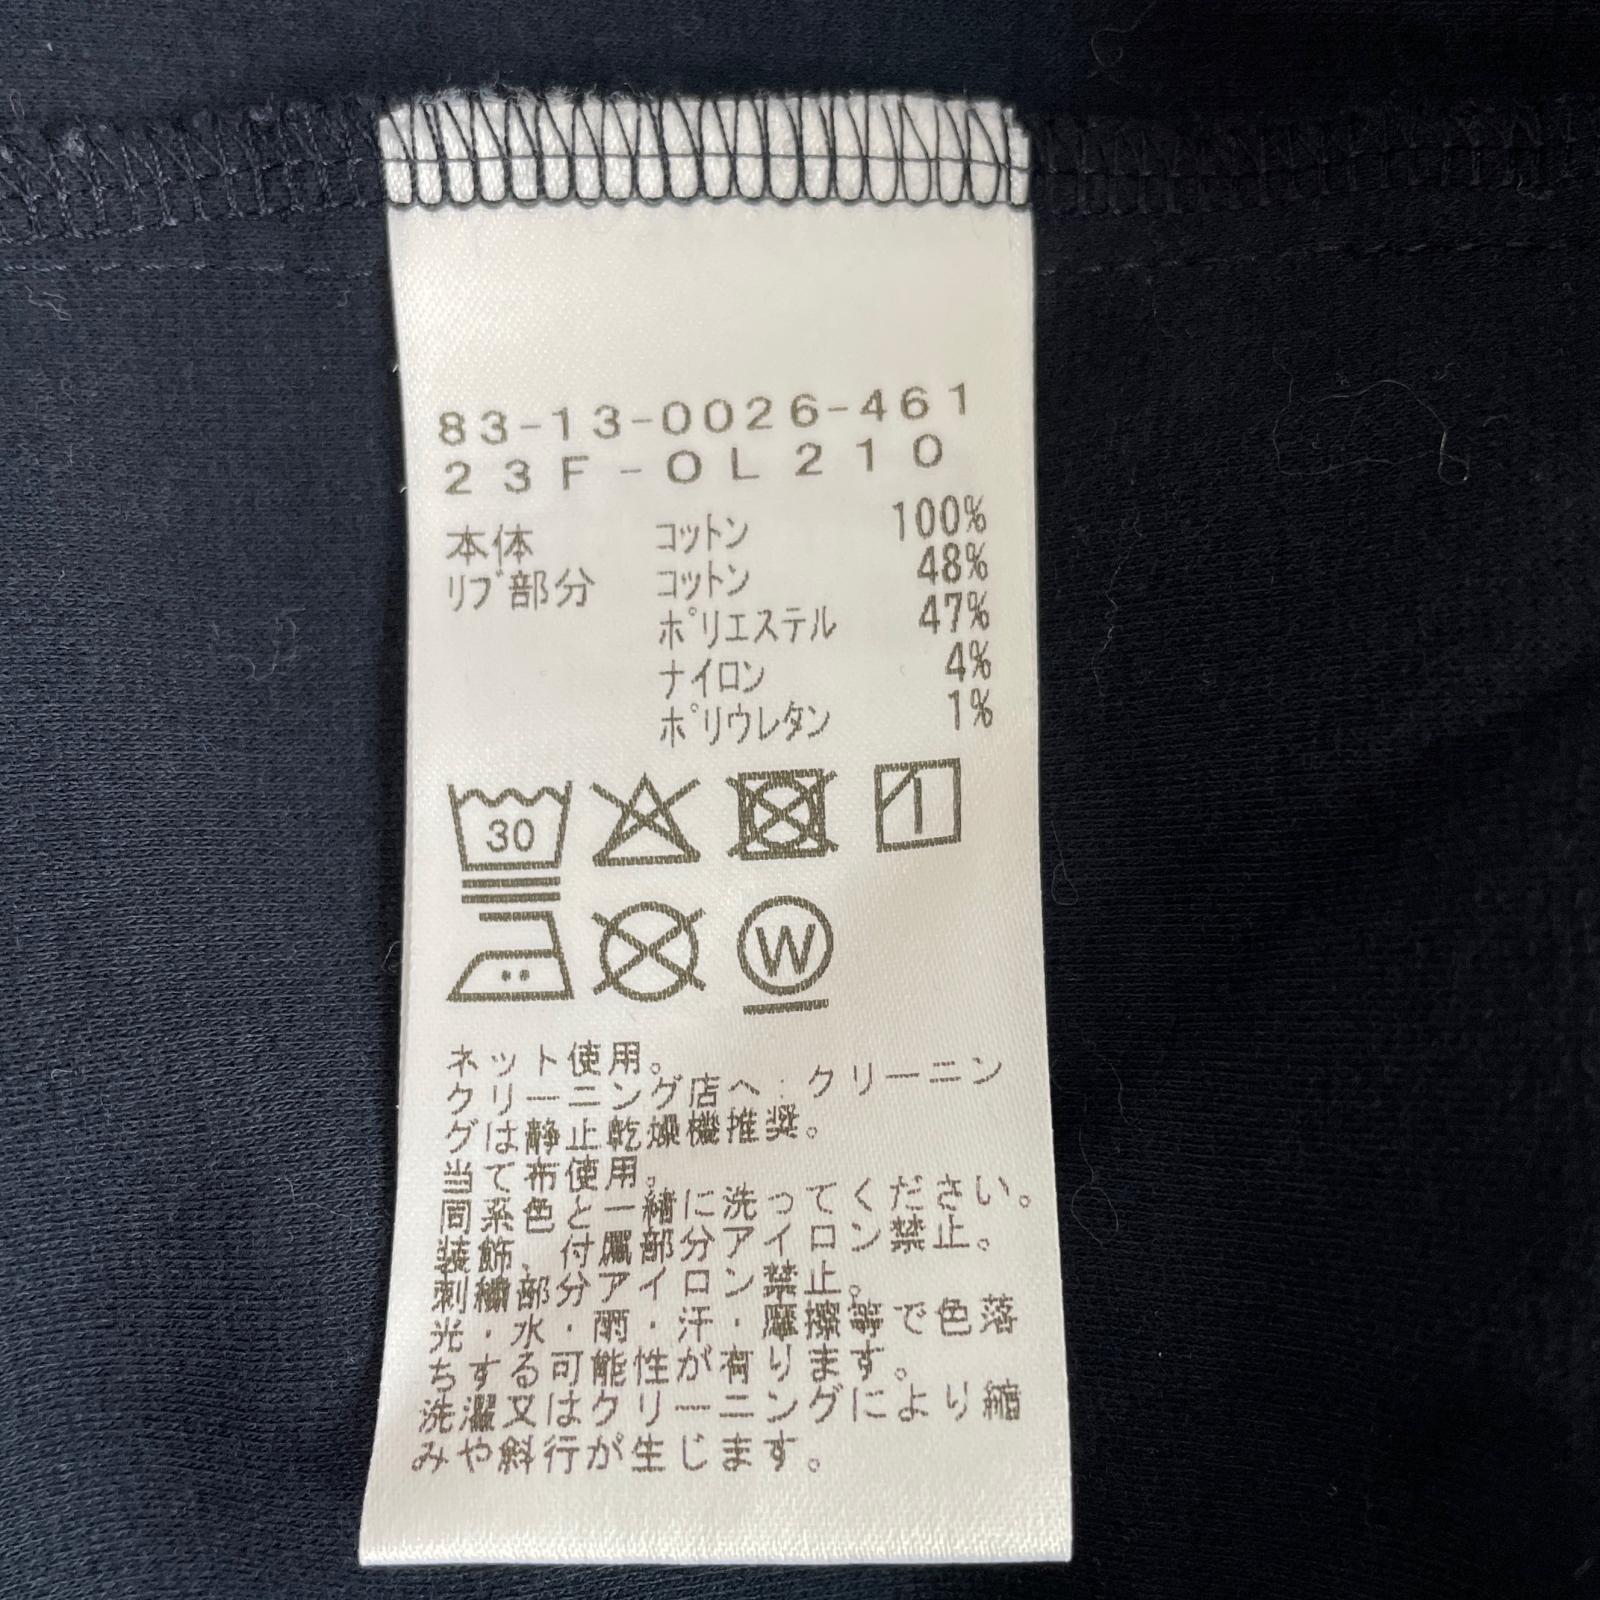 83-13-0026-461
23F-OL210
本体 コットン 100%
リブ部分 コットン 48%
ポリエステル 47%
ナイロン 4%
ポリウレタン 1%
30
W
ネット使用。
クリーニング店へ:クリーニン
グは静止乾燥機推奨。
当て布使用。
同系色と一緒に洗ってください。
装飾、付属部分アイロン禁止。
刺繍部分アイロン禁止。
光・水・雨・汗・摩擦等で色落
ちする可能性が有ります。
洗濯又はクリーニングにより縮
みや斜行が生じます。